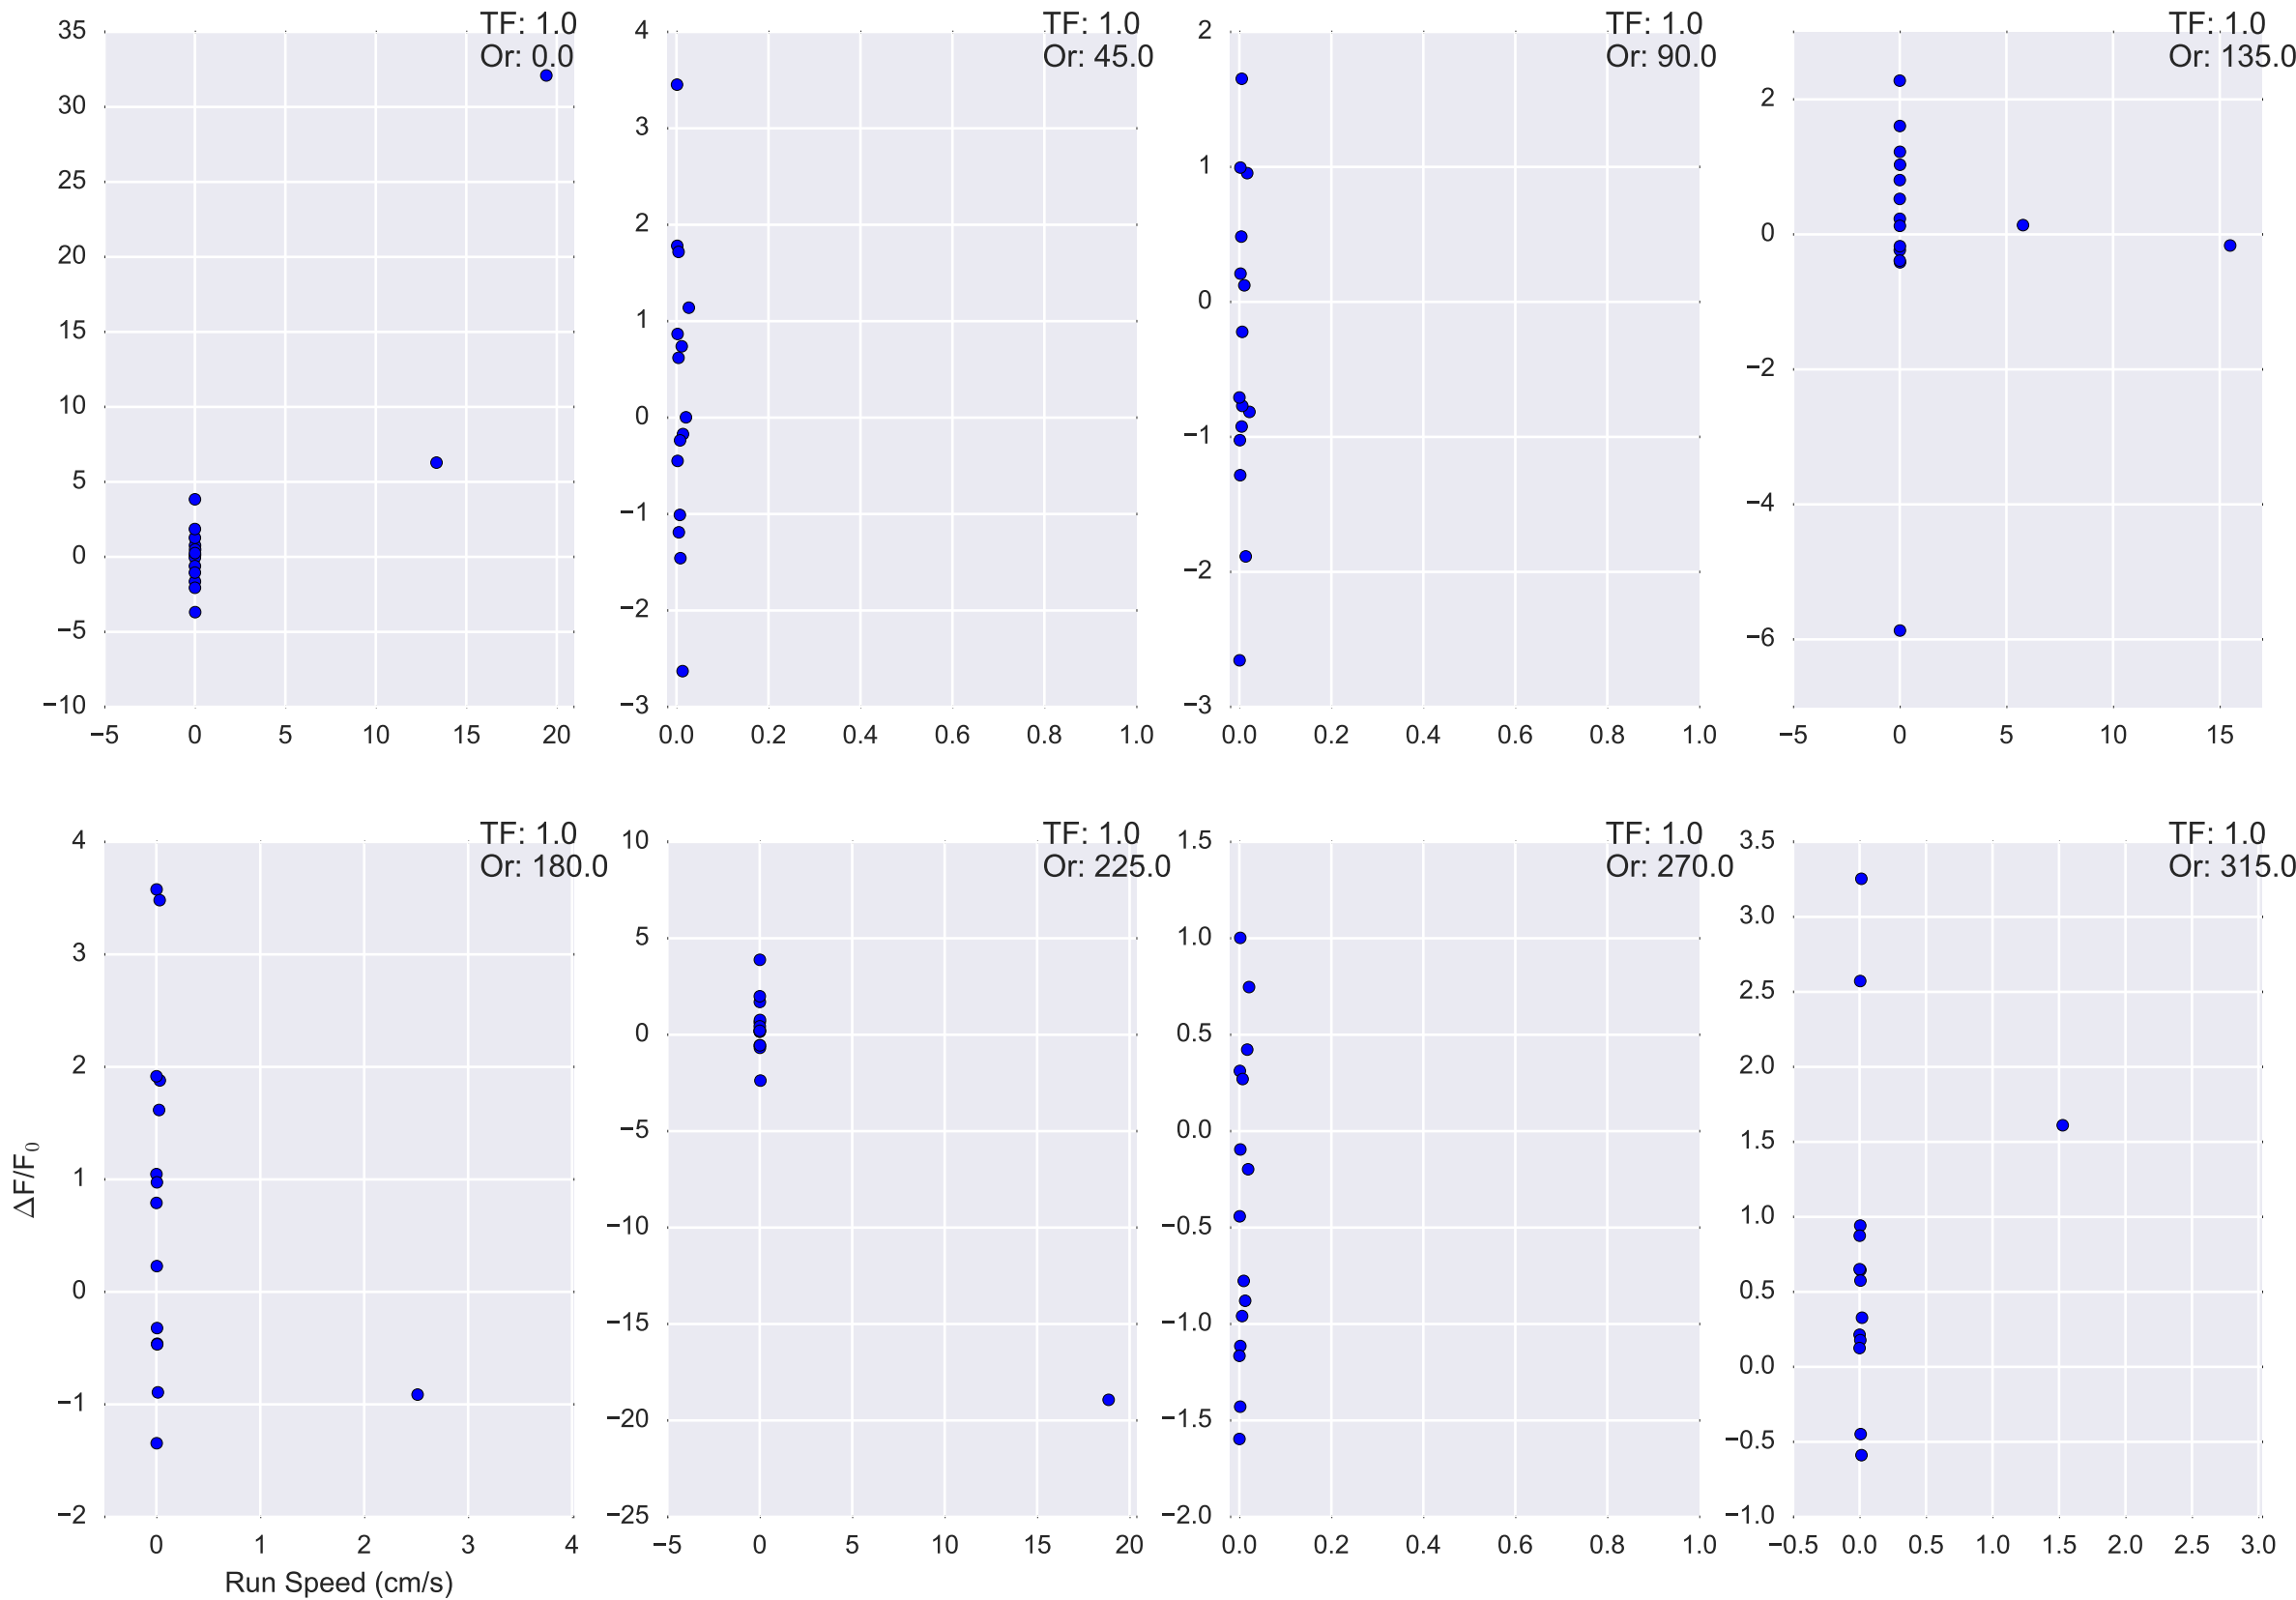 TF: 1.0
Or: 0.0
35
30
25
20
15
10
5
0
−5
−10
−5 0 5 10 15 20
TF: 1.0
Or: 45.0
4
3
2
1
0
−1
−2
−3
0.0 0.2 0.4 0.6 0.8 1.0
TF: 1.0
Or: 90.0
2
1
0
−1
−2
−3
0.0 0.2 0.4 0.6 0.8 1.0
TF: 1.0
Or: 135.0
2
0
−2
−4
−6
−5 0 5 10 15
TF: 1.0
Or: 180.0
4
3
2
1
0
−1
−2
ΔF/F₀
0 1 2 3 4
Run Speed (cm/s)
TF: 1.0
Or: 225.0
10
5
0
−5
−10
−15
−20
−25
−5 0 5 10 15 20
TF: 1.0
Or: 270.0
1.5
1.0
0.5
0.0
−0.5
−1.0
−1.5
−2.0
0.0 0.2 0.4 0.6 0.8 1.0
TF: 1.0
Or: 315.0
3.5
3.0
2.5
2.0
1.5
1.0
0.5
0.0
−0.5
−1.0
−0.5 0.0 0.5 1.0 1.5 2.0 2.5 3.0